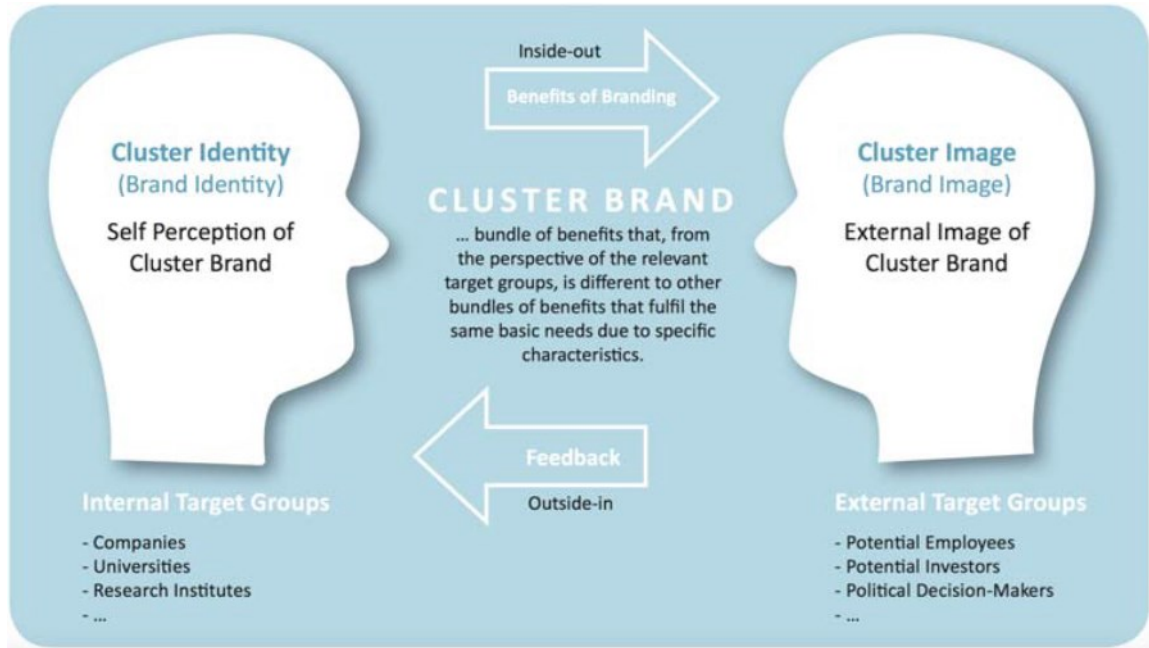 Inside-out
Benefits of Branding
Cluster Identity
(Brand Identity)
Self Perception of
Cluster Brand
CLUSTER BRAND
... bundle of benefits that, from
the perspective of the relevant
target groups, is different to other
bundles of benefits that fulfil the
same basic needs due to specific
characteristics.
Cluster Image
(Brand Image)
External Image of
Cluster Brand
Feedback
Outside-in
Internal Target Groups
- Companies
- Universities
- Research Institutes
- ...
External Target Groups
- Potential Employees
- Potential Investors
- Political Decision-Makers
- ...